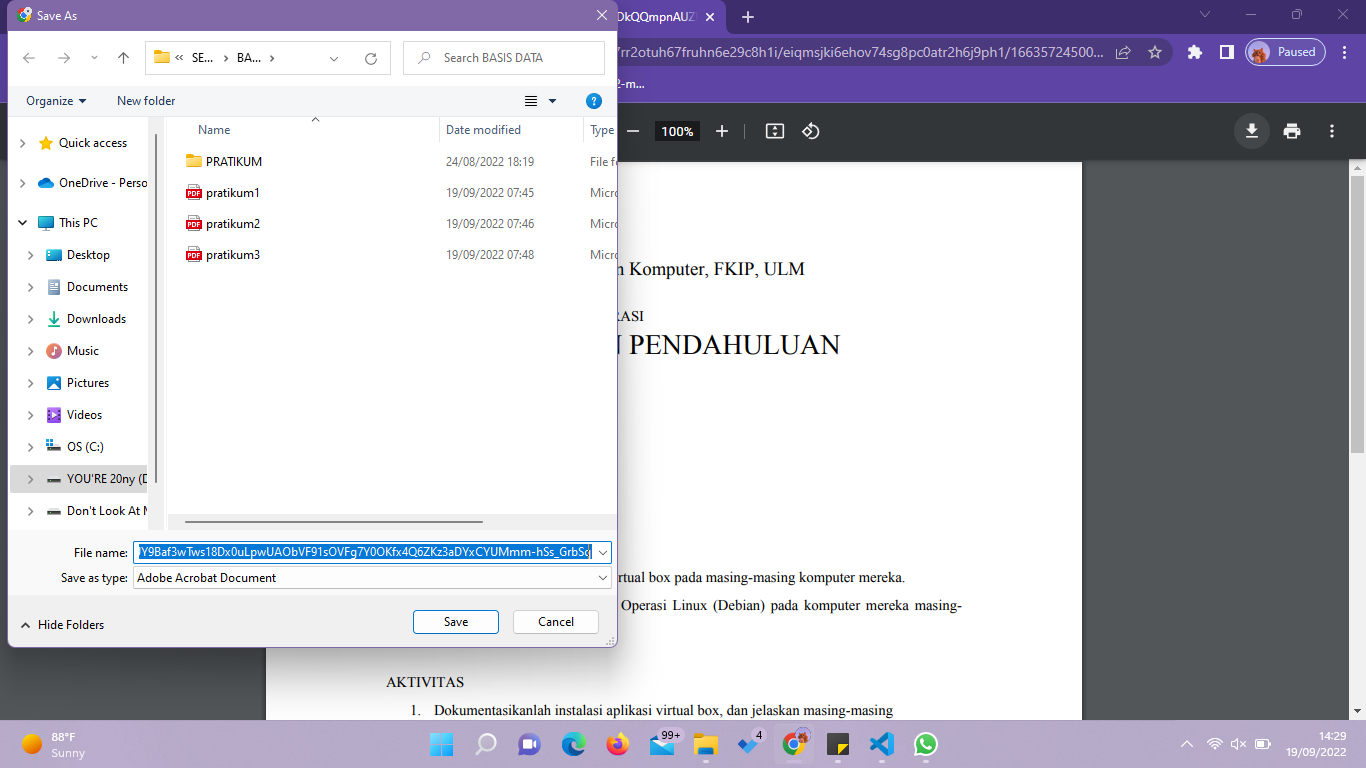 Save As
DkQQmpnAUZ
7rr2otuh67fruhn6e29c8h1i/eiqmsjki6ehov74sg8pc0atr2h6j9ph1/16635724500...
Paused
2-m...
SE...
BA...
Search BASIS DATA
Organize
New folder
100%
Name
Date modified
Type
Quick access
PRATIKUM
24/08/2022 18:19
File f
OneDrive - Perso
pratikum1
19/09/2022 07:45
Micro
This PC
pratikum2
19/09/2022 07:46
Micro
Desktop
pratikum3
19/09/2022 07:48
Micro
Documents
Downloads
Music
Pictures
Videos
OS (C:)
YOU'RE 20ny (D
Don't Look At M
File name:
/Y9Baf3wTws18Dx0uLpwUAObVF91sOVFg7Y0OKfx4Q6ZKz3aDYxCYUMmm-hSs_GrbSc
Save as type:
Adobe Acrobat Document
Hide Folders
Save
Cancel
n Komputer, FKIP, ULM
RASI
N PENDAHULUAN
rtual box pada masing-masing komputer mereka.
Operasi Linux (Debian) pada komputer mereka masing-
AKTIVITAS
1. Dokumentasikanlah instalasi aplikasi virtual box, dan jelaskan masing-masing
88°F
Sunny
99+
4
14:29
19/09/2022